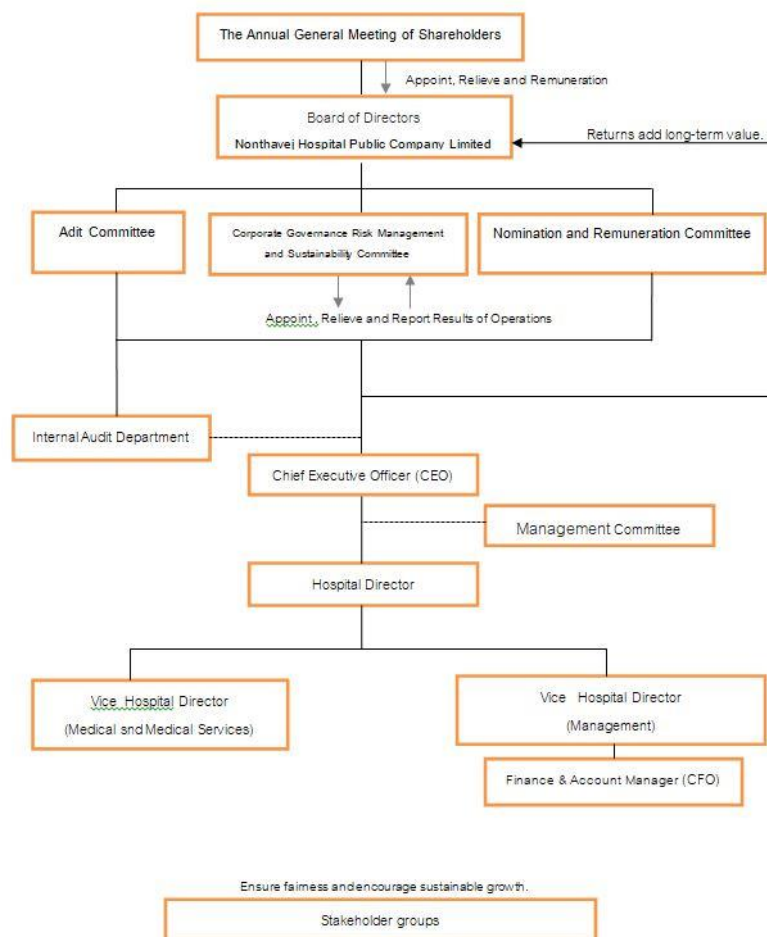 The Annual General Meeting of Shareholders
Appoint, Relieve and Remuneration
Board of Directors
Nonthavej Hospital Public Company Limited
Returns add long-term value.
Adit Committee
Corporate Governance Risk Management
and Sustainability Committee
Nomination and Remuneration Committee
Appoint , Relieve and Report Results of Operations
Internal Audit Department
Chief Executive Officer (CEO)
Management Committee
Hospital Director
Vice Hospital Director
(Medical snd Medical Services)
Vice Hospital Director
(Management)
Finance & Account Manager (CFO)
Ensure fairness and encourage sustainable growth.
Stakeholder groups